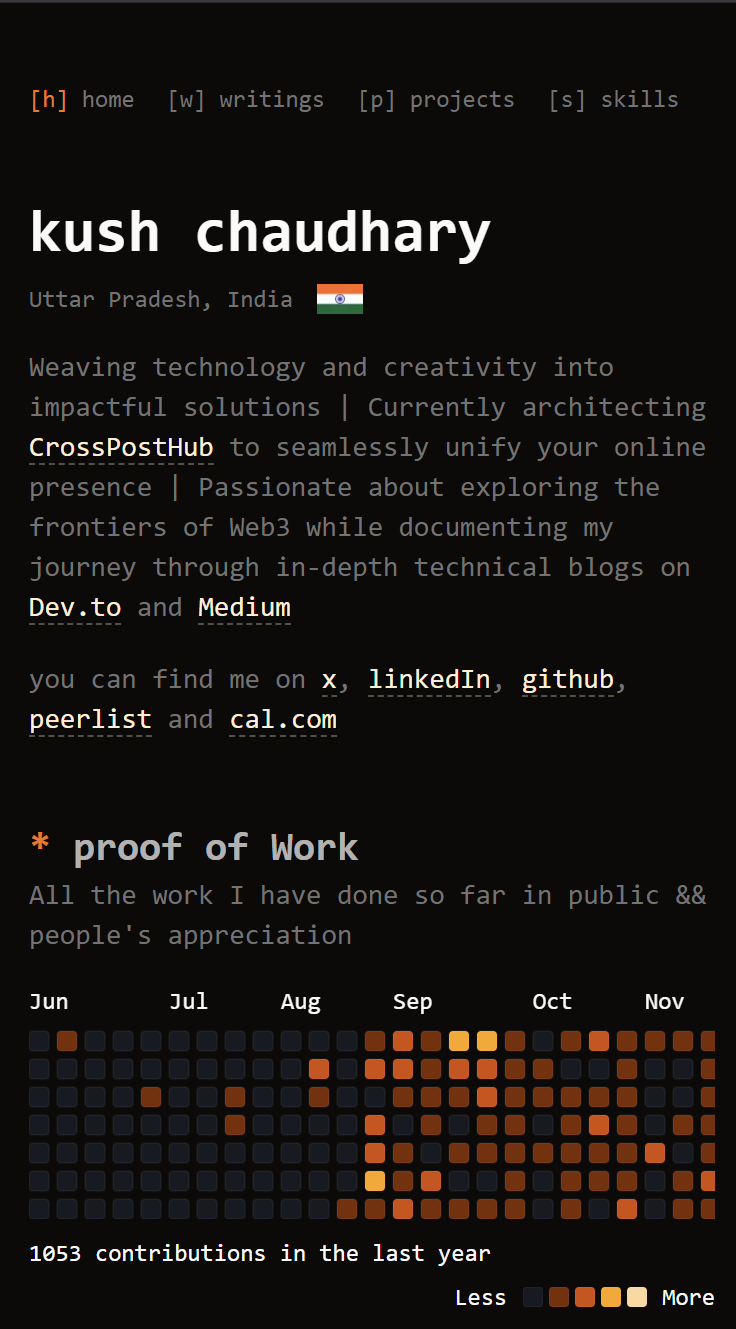 [h] home [w] writings [p] projects [s] skills
kush chaudhary
Uttar Pradesh, India
Weaving technology and creativity into
impactful solutions | Currently architecting
CrossPostHub to seamlessly unify your online
presence | Passionate about exploring the
frontiers of Web3 while documenting my
journey through in-depth technical blogs on
Dev.to and Medium
you can find me on x, linkedIn, github,
peerlist and cal.com
* proof of Work
All the work I have done so far in public &&
people's appreciation
Jun Jul Aug Sep Oct Nov
1053 contributions in the last year
Less More